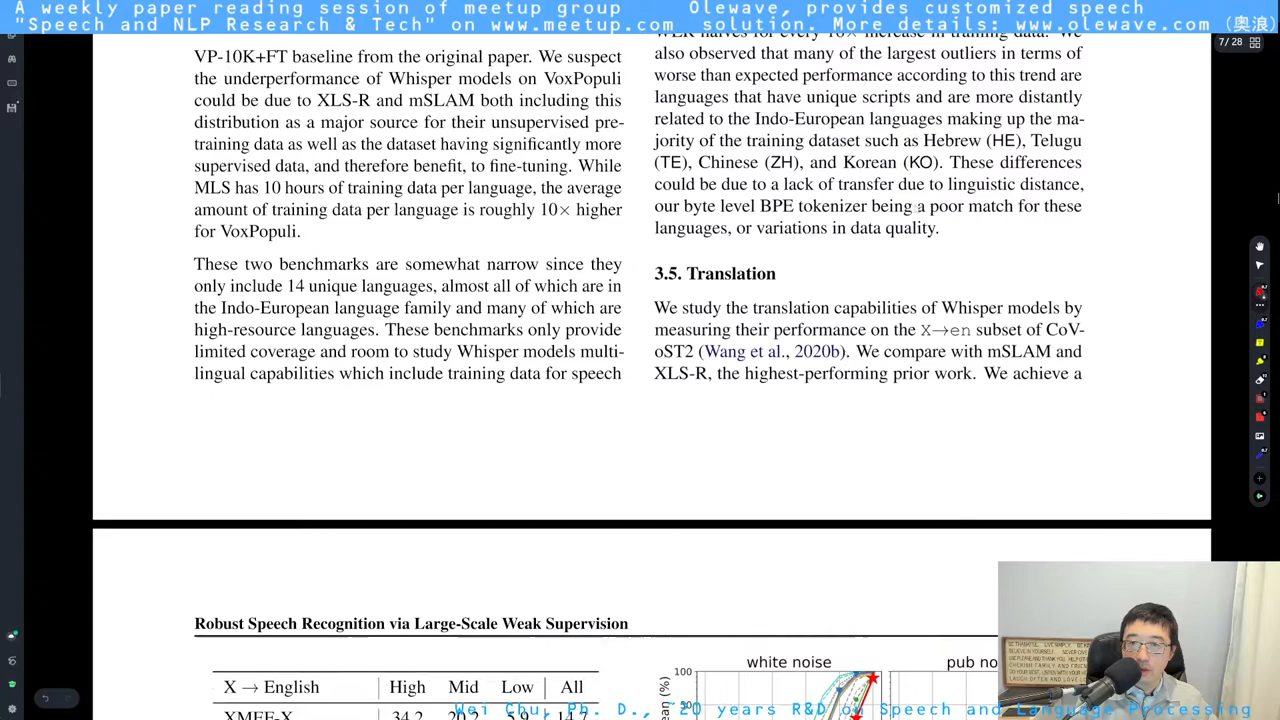 A weekly paper reading session of meetup group Olewave, provides customized speech
"Speech and NLP Research & Tech" on www.meetup.com solution. More details: www.olewave.com (奥浪)
7 / 28
VP-10K+FT baseline from the original paper. We suspect
the underperformance of Whisper models on VoxPopuli
could be due to XLS-R and mSLAM both including this
distribution as a major source for their unsupervised pre-
training data as well as the dataset having significantly more
supervised data, and therefore benefit, to fine-tuning. While
MLS has 10 hours of training data per language, the average
amount of training data per language is roughly 10× higher
for VoxPopuli.
These two benchmarks are somewhat narrow since they
only include 14 unique languages, almost all of which are in
the Indo-European language family and many of which are
high-resource languages. These benchmarks only provide
limited coverage and room to study Whisper models multi-
lingual capabilities which include training data for speech
WER halves for every 16× increase in training data. We
also observed that many of the largest outliers in terms of
worse than expected performance according to this trend are
languages that have unique scripts and are more distantly
related to the Indo-European languages making up the ma-
jority of the training dataset such as Hebrew (HE), Telugu
(TE), Chinese (ZH), and Korean (KO). These differences
could be due to a lack of transfer due to linguistic distance,
our byte level BPE tokenizer being a poor match for these
languages, or variations in data quality.
3.5. Translation
We study the translation capabilities of Whisper models by
measuring their performance on the X→en subset of CoV-
oST2 (Wang et al., 2020b). We compare with mSLAM and
XLS-R, the highest-performing prior work. We achieve a
Robust Speech Recognition via Large-Scale Weak Supervision
X → English High Mid Low All
XMEF-X 34.2 20.2 5.9 14.7
white noise
pub no
100
Wei Chu, Ph. D., ~20 years R&D on Speech and Language Processing